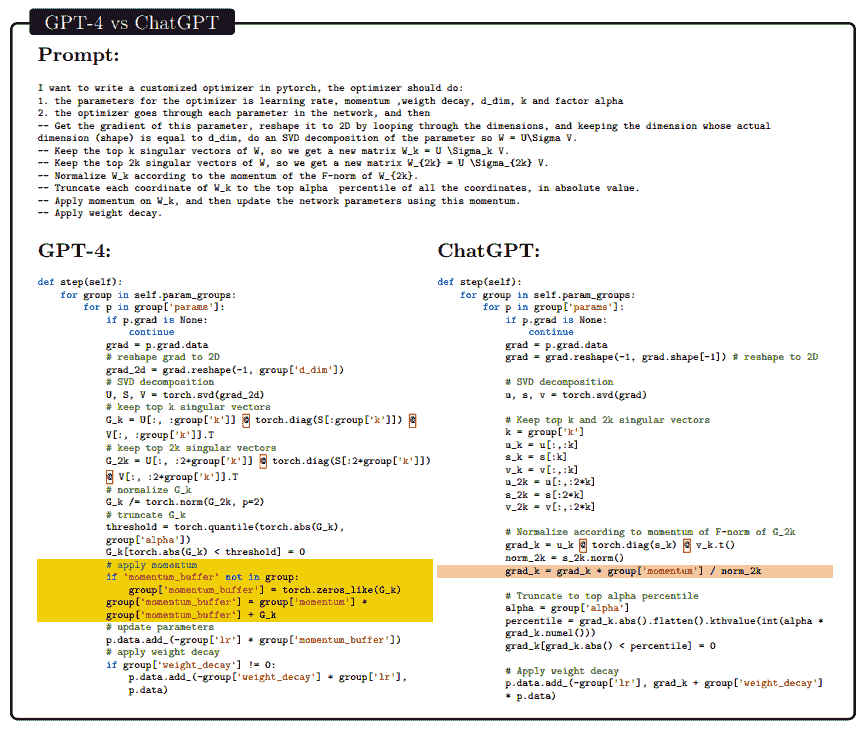 GPT-4 vs ChatGPT
Prompt:
I want to write a customized optimizer in pytorch, the optimizer should do:
1. the parameters for the optimizer is learning rate, momentum ,weigth decay, d_dim, k and factor alpha
2. the optimizer goes through each parameter in the network, and then
-- Get the gradient of this parameter, reshape it to 2D by looping through the dimensions, and keeping the dimension whose actual
dimension (shape) is equal to d_dim, do an SVD decomposition of the parameter so W = U\Sigma V.
-- Keep the top k singular vectors of W, so we get a new matrix W_k = U \Sigma_k V.
-- Keep the top 2k singular vectors of W, so we get a new matrix W_{2k} = U \Sigma_{2k} V.
-- Normalize W_k according to the momentum of the F-norm of W_{2k}.
-- Truncate each coordinate of W_k to the top alpha percentile of all the coordinates, in absolute value.
-- Apply momentum on W_k, and then update the network parameters using this momentum.
-- Apply weight decay.
GPT-4:
def step(self):
for group in self.param_groups:
for p in group['params']:
if p.grad is None:
continue
grad = p.grad.data
# reshape grad to 2D
grad_2d = grad.reshape(-1, group['d_dim'])
# SVD decomposition
U, S, V = torch.svd(grad_2d)
# keep top k singular vectors
G_k = U[:, :group['k']] @ torch.diag(S[:group['k']]) @
V[:, :group['k']].T
# keep top 2k singular vectors
G_2k = U[:, :2*group['k']] @ torch.diag(S[:2*group['k']])
@ V[:, :2*group['k']].T
# normalize G_k
G_k /= torch.norm(G_2k, p=2)
# truncate G_k
threshold = torch.quantile(torch.abs(G_k),
group['alpha'])
G_k[torch.abs(G_k) < threshold] = 0
# apply momentum
if 'momentum_buffer' not in group:
group['momentum_buffer'] = torch.zeros_like(G_k)
group['momentum_buffer'] = group['momentum'] *
group['momentum_buffer'] + G_k
# update parameters
p.data.add_(-group['lr'] * group['momentum_buffer'])
# apply weight decay
if group['weight_decay'] != 0:
p.data.add_(-group['weight_decay'] * group['lr'],
p.data)
ChatGPT:
def step(self):
for group in self.param_groups:
for p in group['params']:
if p.grad is None:
continue
grad = p.grad.data
grad = grad.reshape(-1, grad.shape[-1]) # reshape to 2D
# SVD decomposition
u, s, v = torch.svd(grad)
# Keep top k and 2k singular vectors
k = group['k']
u_k = u[:,:k]
s_k = s[:k]
v_k = v[:,:k]
u_2k = u[:,:2*k]
s_2k = s[:2*k]
v_2k = v[:,:2*k]
# Normalize according to momentum of F-norm of G_2k
grad_k = u_k @ torch.diag(s_k) @ v_k.t()
norm_2k = s_2k.norm()
grad_k = grad_k * group['momentum'] / norm_2k
# Truncate to top alpha percentile
alpha = group['alpha']
percentile = grad_k.abs().flatten().kthvalue(int(alpha *
grad_k.numel()))
grad_k[grad_k.abs() < percentile] = 0
# Apply weight decay
p.data.add_(-group['lr'], grad_k + group['weight_decay']
* p.data)